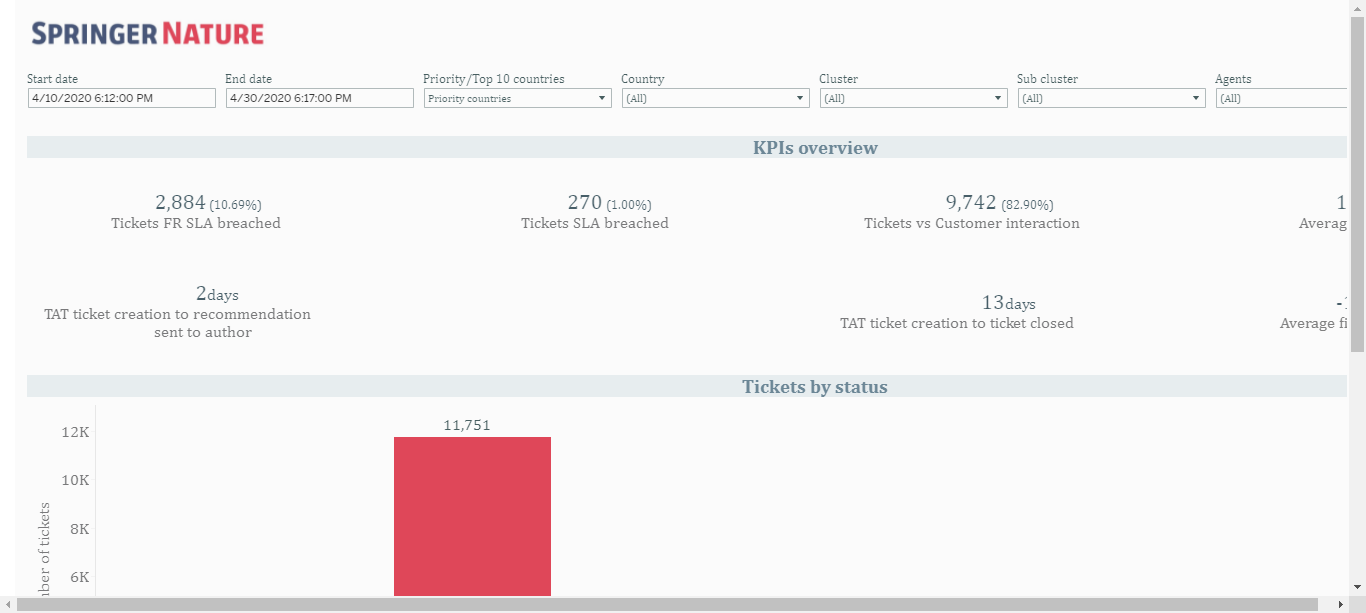 SPRINGER NATURE
Start date End date Priority/Top 10 countries Country Cluster Sub cluster Agents
4/10/2020 6:12:00 PM 4/30/2020 6:17:00 PM Priority countries (All) (All) (All) (All)
KPIs overview
2,884 (10.69%) 270 (1.00%) 9,742 (82.90%) 1
Tickets FR SLA breached Tickets SLA breached Tickets vs Customer interaction
2days 13days
TAT ticket creation to recommendation TAT ticket creation to ticket closed
sent to author
Tickets by status
11,751
12K
10K
8K
6K
of tickets